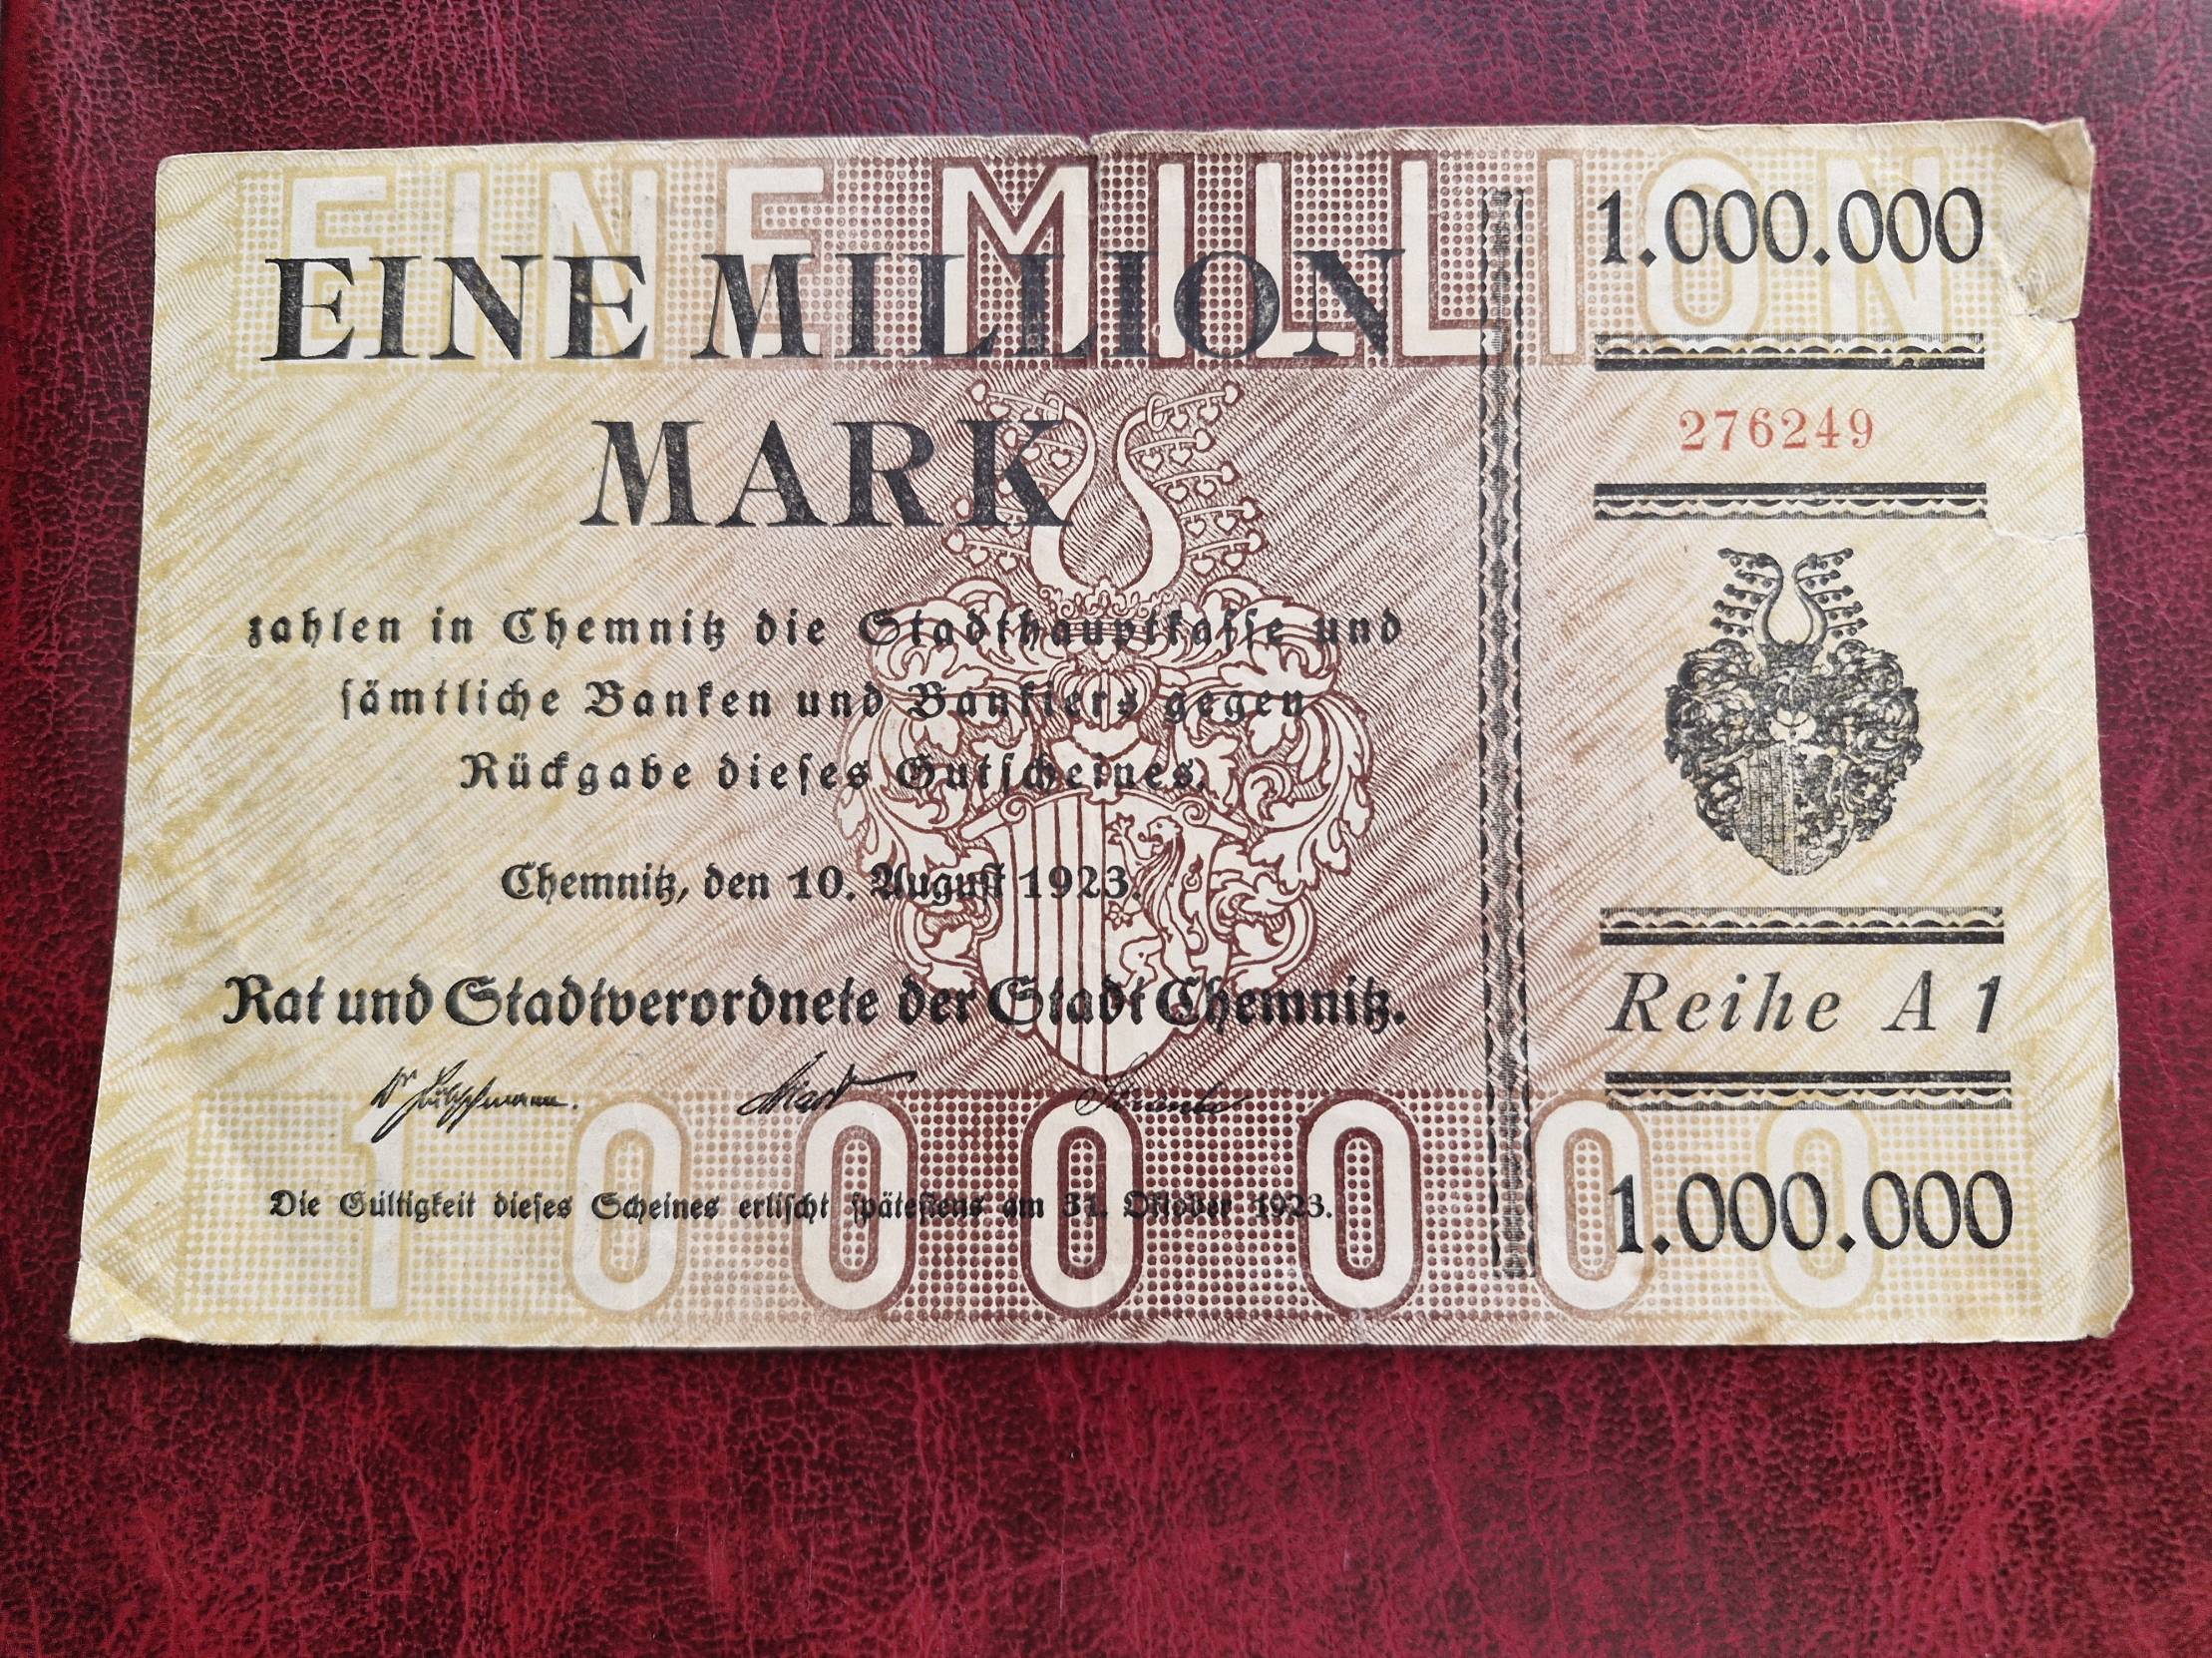 EINE MILLION
EINE MILLION
MARK
zahlen in Chemnitz die Stadthauptkasse und
sämtliche Banken und Bankiers gegen
Rückgabe dieses Gutscheines.
Chemnitz, den 10. August 1923.
Rat und Stadtverordnete der Stadt Chemnitz.
Die Gültigkeit dieses Scheines erlischt spätestens am 31. Oktober 1923.
1000000
1.000.000
276249
Reihe A 1
1.000.000